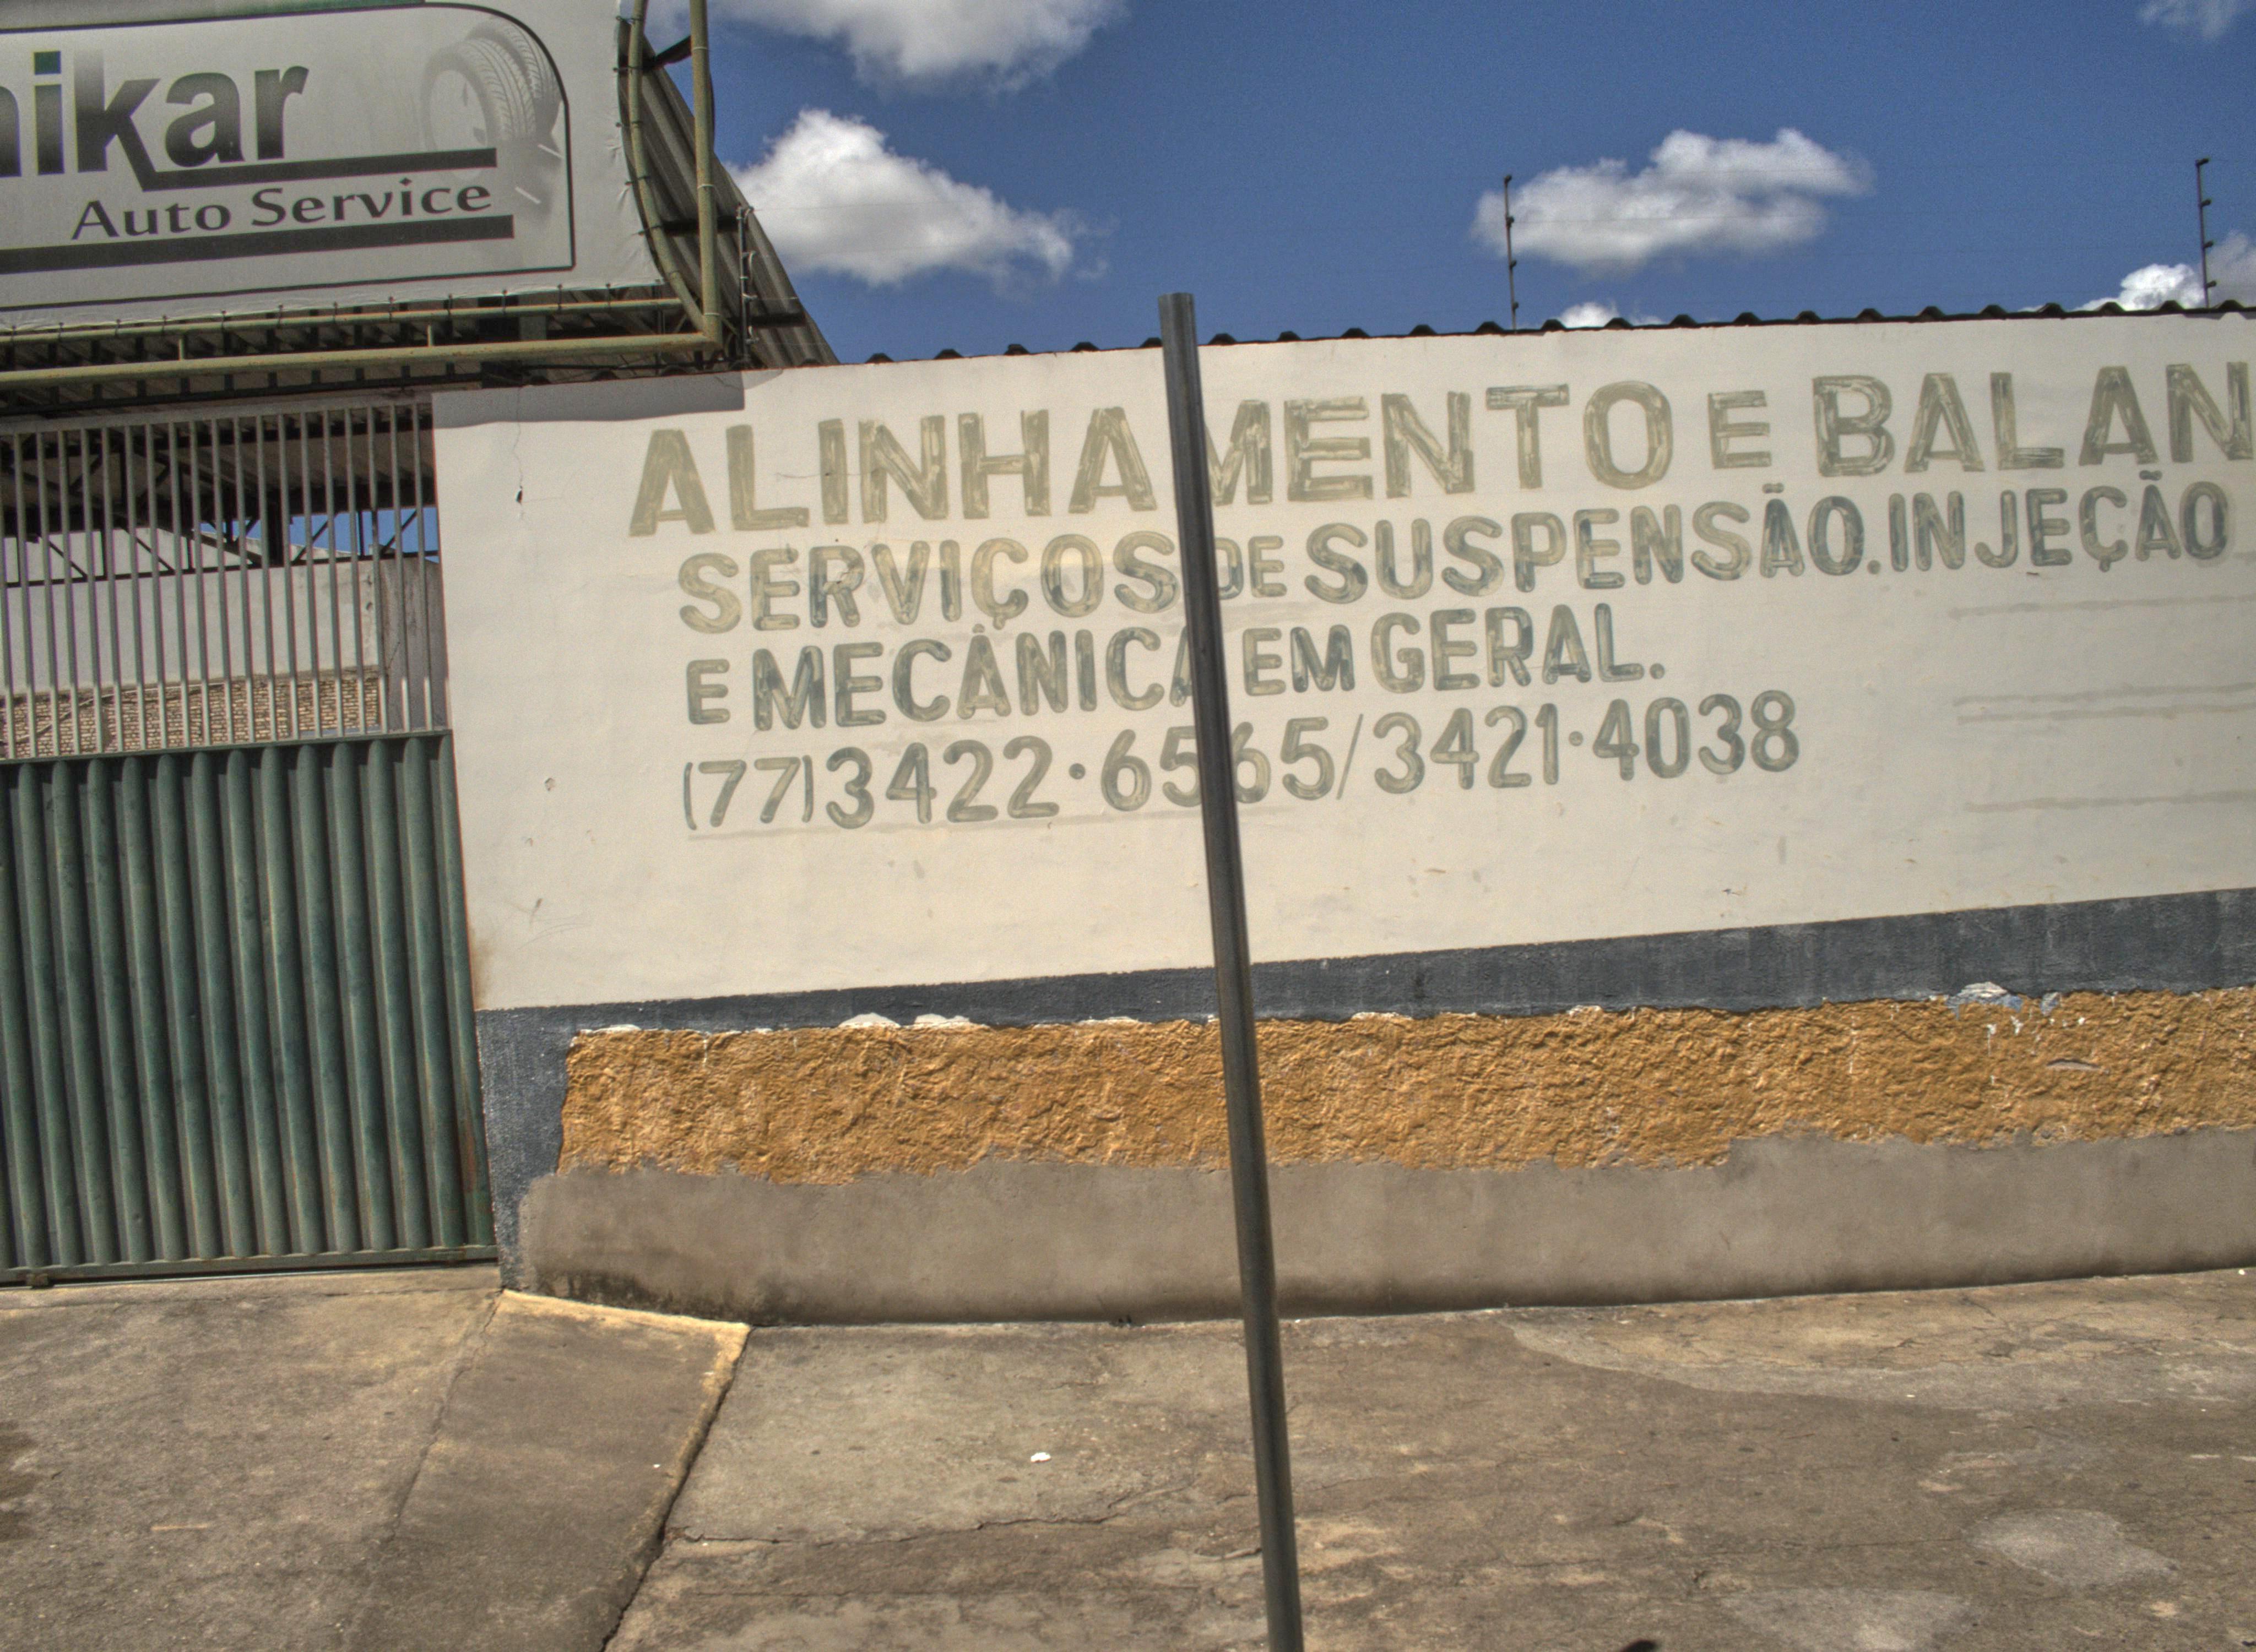 nikar
Auto Service
ALINHAMENTO E BALAN
SERVIÇOS DE SUSPENSÃO. INJEÇÃO
E MECÂNICA EM GERAL.
(77)3422·6565/3421·4038